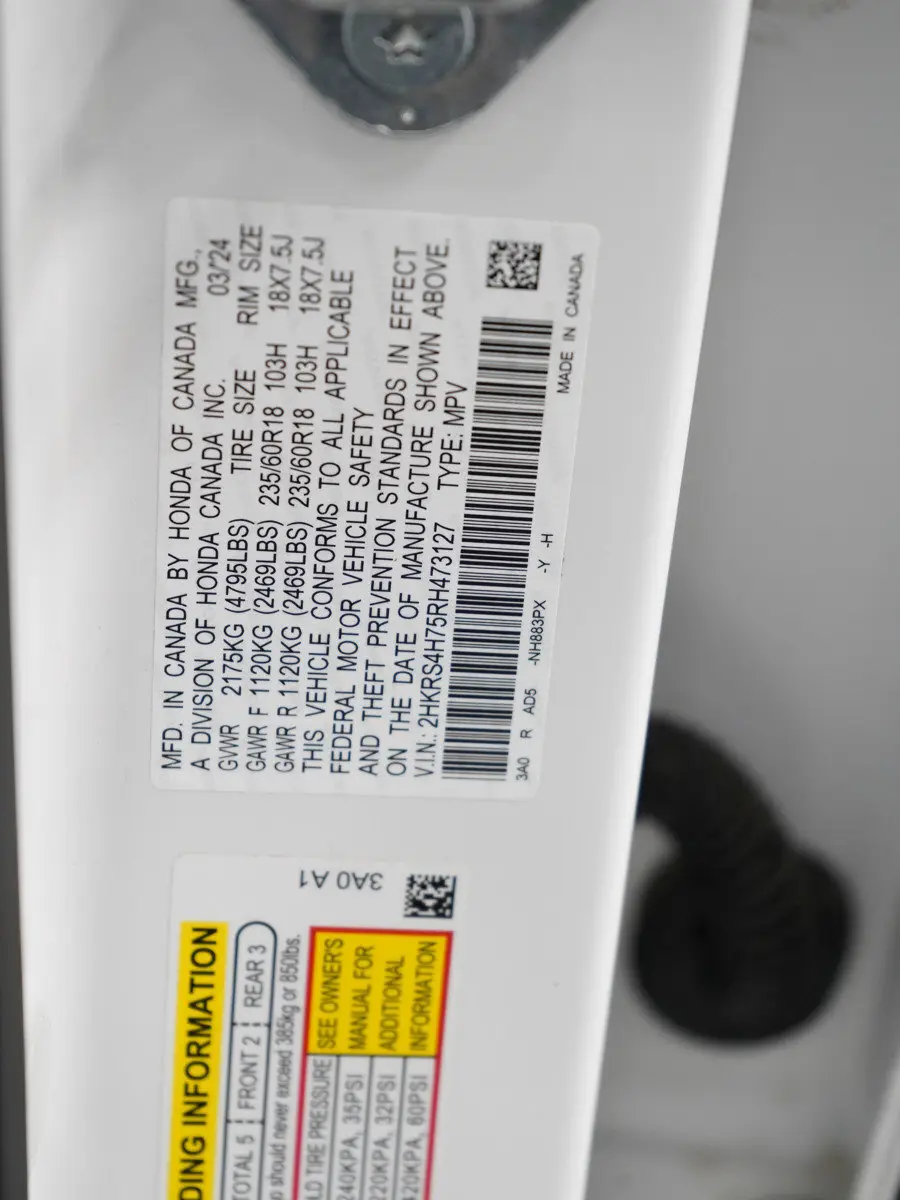 MFD. IN CANADA BY HONDA OF CANADA MFG.,
A DIVISION OF HONDA CANADA INC. 03/'24
GVWR 2175KG (4795LBS) TIRE SIZE RIM SIZE
GAWR F 1120KG (2469LBS) 235/60R18 103H 18X7.5J
GAWR R 1120KG (2469LBS) 235/60R18 103H 18X7.5J
THIS VEHICLE CONFORMS TO ALL APPLICABLE
FEDERAL MOTOR VEHICLE SAFETY
AND THEFT PREVENTION STANDARDS IN EFFECT
ON THE DATE OF MANUFACTURE SHOWN ABOVE.
V.I.N.: 2HKRS4H75RH473127 TYPE: MPV
3A0 R AD5 -NH883PX -Y -H
MADE IN CANADA
3A0 A1
INFORMATION
TOTAL 5 FRONT 2 REAR 3
should never exceed 385kg or 850lbs.
TIRE PRESSURE SEE OWNER'S
240KPA, 35PSI MANUAL FOR
220KPA, 32PSI ADDITIONAL
420KPA, 60PSI INFORMATION